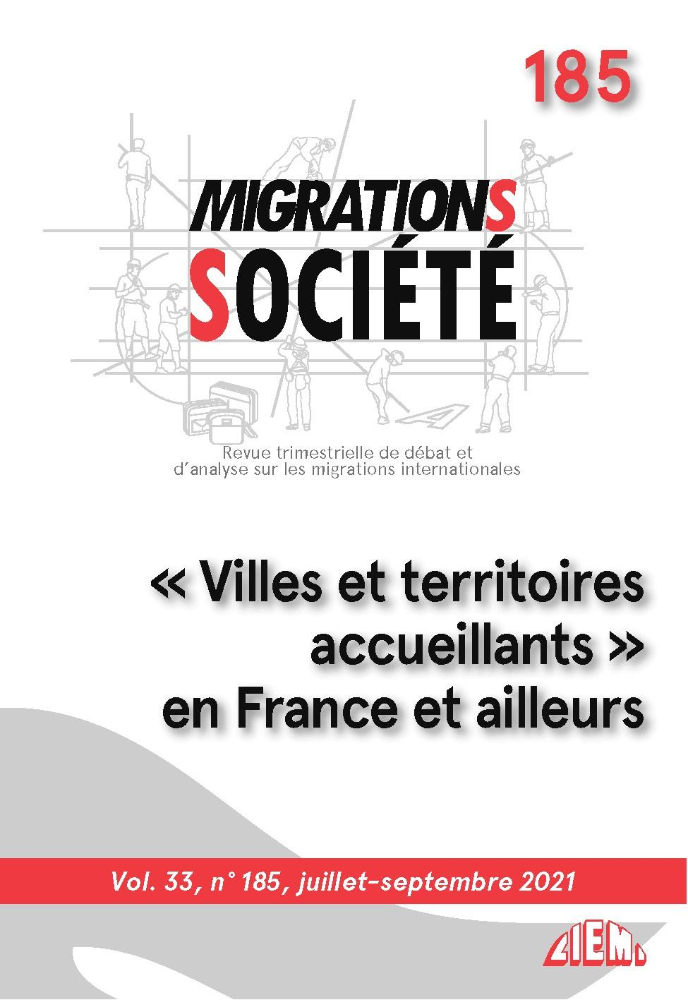 185
MIGRATIONS
SOCIÉTÉ
Revue trimestrielle de débat et
d'analyse sur les migrations internationales
« Villes et territoires
accueillants »
en France et ailleurs
Vol. 33, n° 185, juillet-septembre 2021
CIEMI